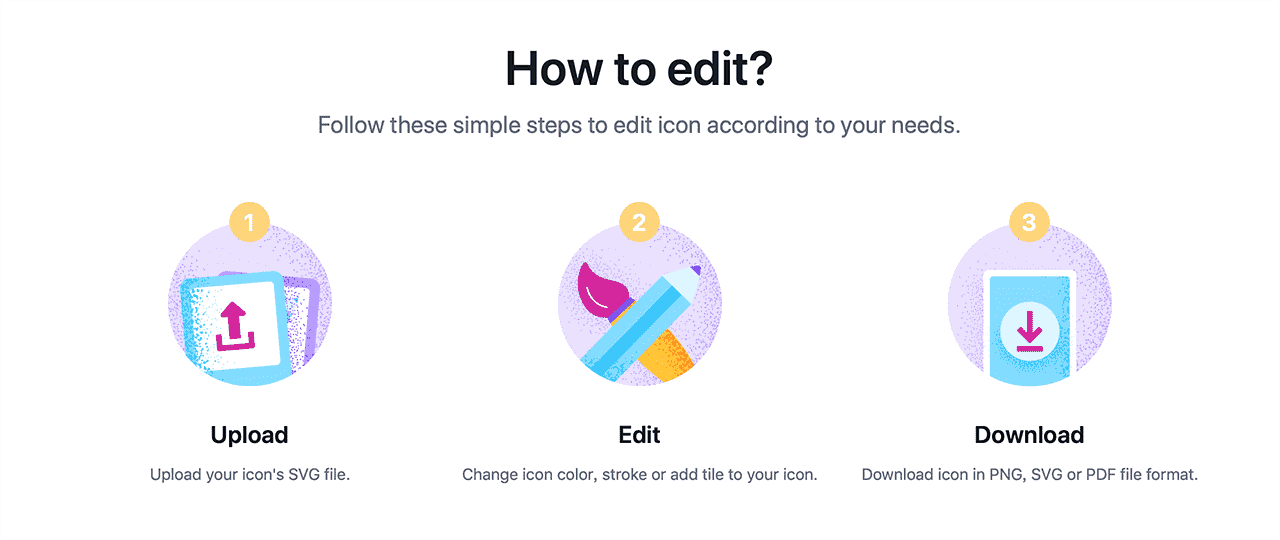 How to edit?
Follow these simple steps to edit icon according to your needs.
1
2
3
Upload
Edit
Download
Upload your icon's SVG file.
Change icon color, stroke or add tile to your icon.
Download icon in PNG, SVG or PDF file format.